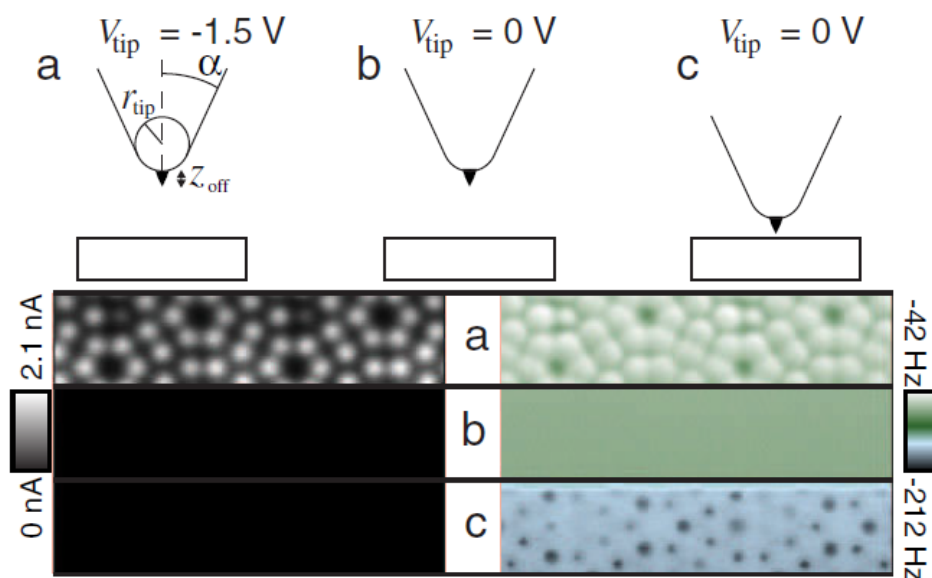 V_tip = -1.5 V
V_tip = 0 V
V_tip = 0 V
a
b
c
α
r_tip
z_off
2.1 nA
0 nA
a
b
c
-42 Hz
-212 Hz